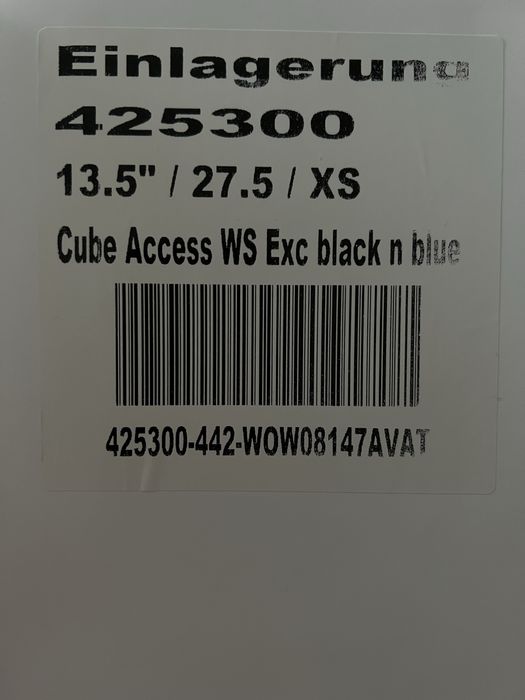 Einlagerung
425300
13.5" / 27.5 / XS
Cube Access WS Exc black n blue
425300-442-WOW08147AVAT